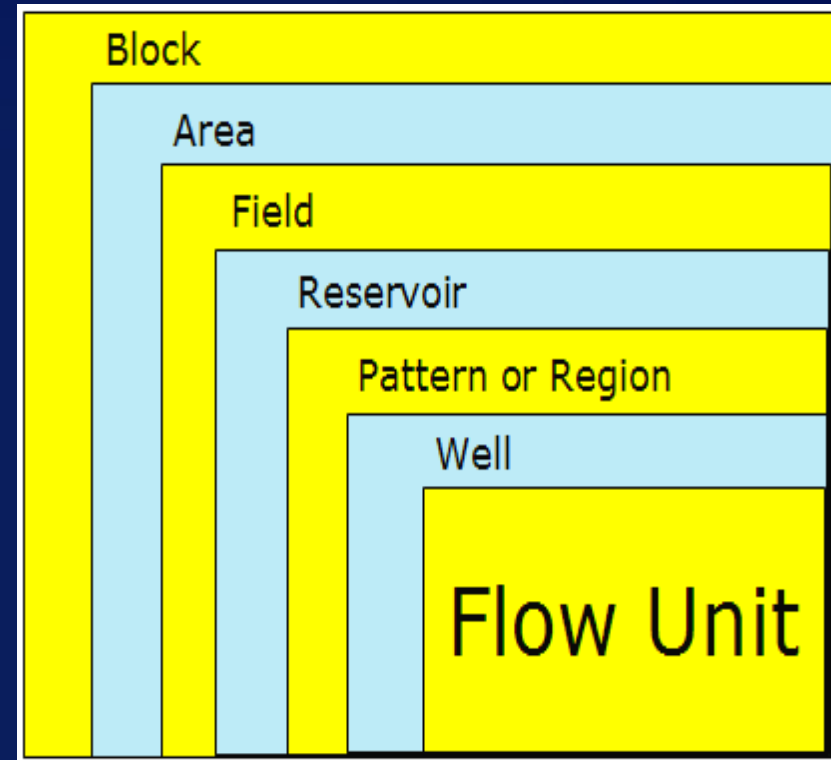 Block
Area
Field
Reservoir
Pattern or Region
Well
Flow Unit